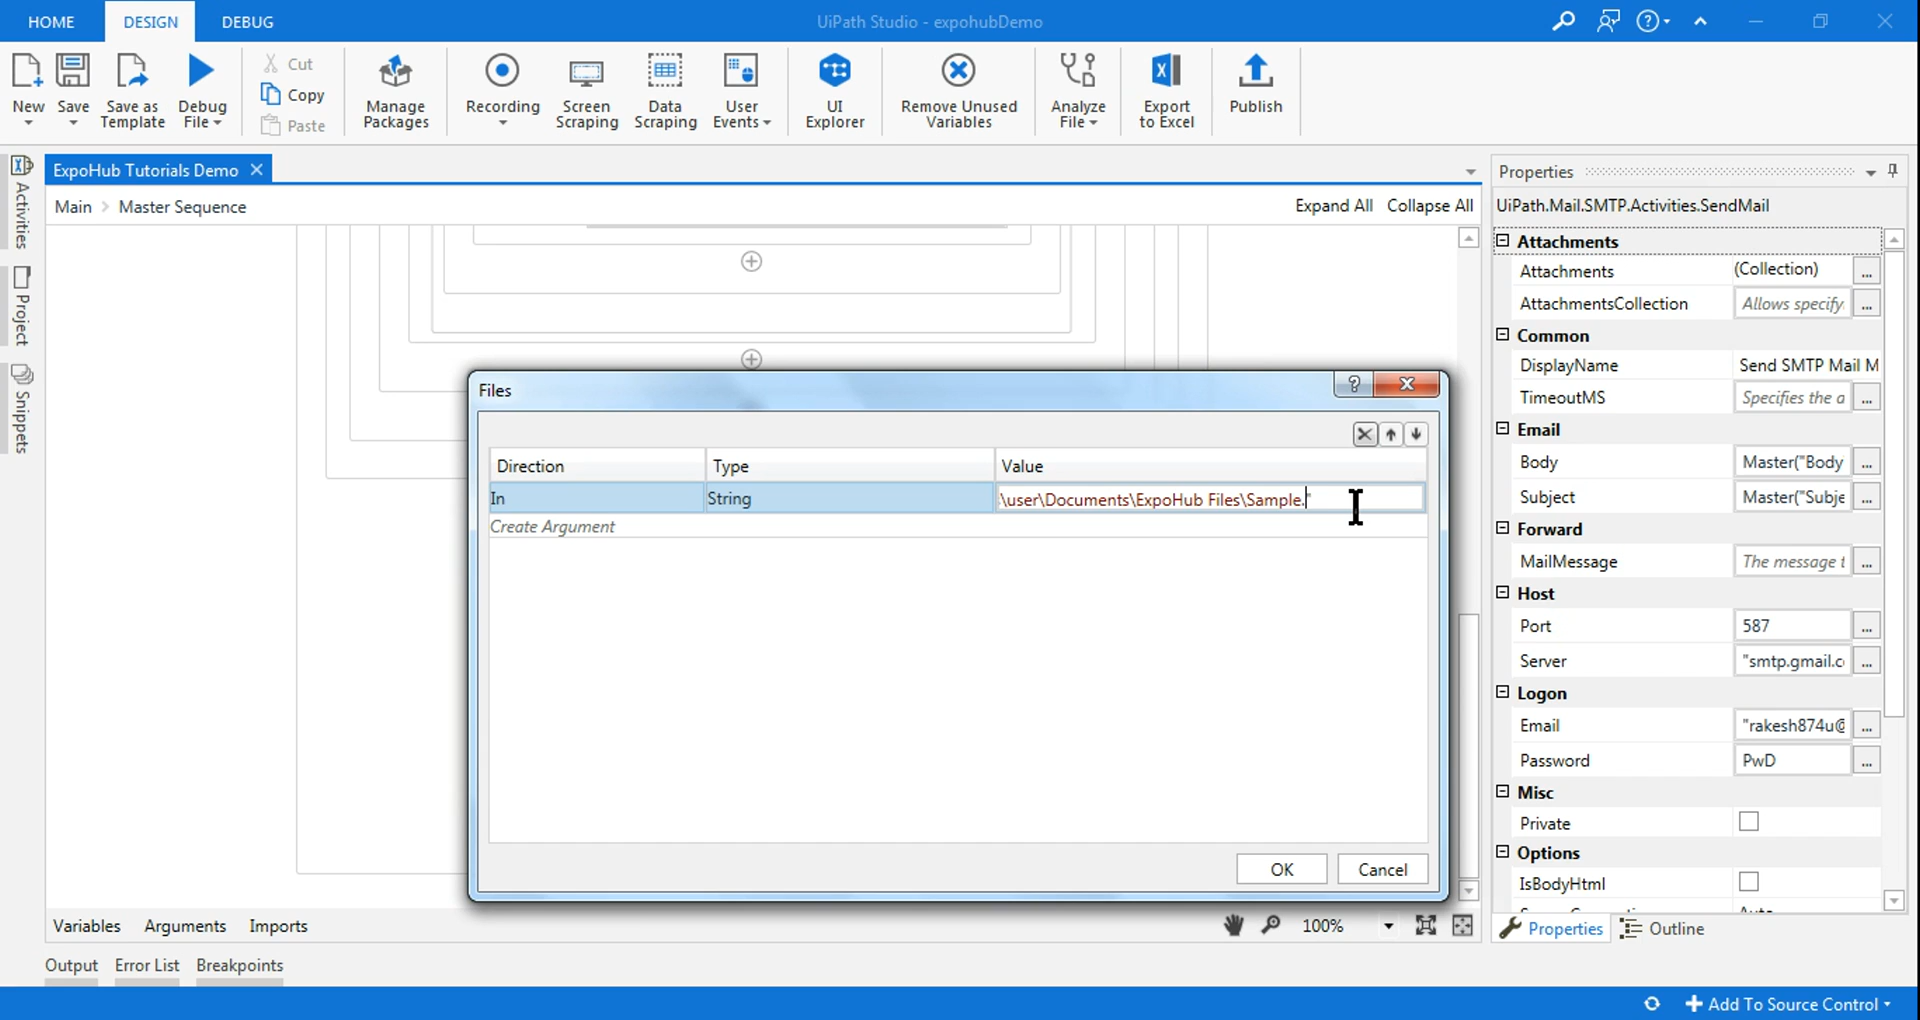 HOME DESIGN DEBUG UiPath Studio - expohubDemo
New Save Save as Template Debug File Cut Copy Paste Manage Packages Recording Screen Scraping Data Scraping User Events UI Explorer Remove Unused Variables Analyze File Export to Excel Publish
Activities
Project
Snippets
ExpoHub Tutorials Demo
Main > Master Sequence Expand All Collapse All
Files
Direction Type Value
In String :\user\Documents\ExpoHub Files\Sample."
Create Argument
OK Cancel
Properties
UiPath.Mail.SMTP.Activities.SendMail
Attachments
Attachments (Collection) ...
AttachmentsCollection Allows specify ...
Common
DisplayName Send SMTP Mail M
TimeoutMS Specifies the a ...
Email
Body Master("Body ...
Subject Master("Subje ...
Forward
MailMessage The message t ...
Host
Port 587 ...
Server "smtp.gmail.c ...
Logon
Email "rakesh874u@ ...
Password PwD ...
Misc
Private
Options
IsBodyHtml
Properties Outline
Variables Arguments Imports 100%
Output Error List Breakpoints
Add To Source Control